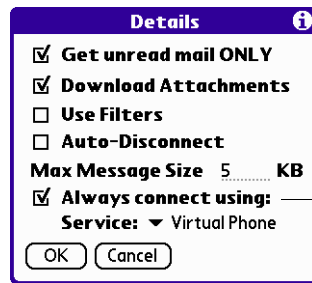 Details
Get unread mail ONLY
Download Attachments
Use Filters
Auto-Disconnect
Max Message Size 5 KB
Always connect using:
Service: Virtual Phone
OK Cancel